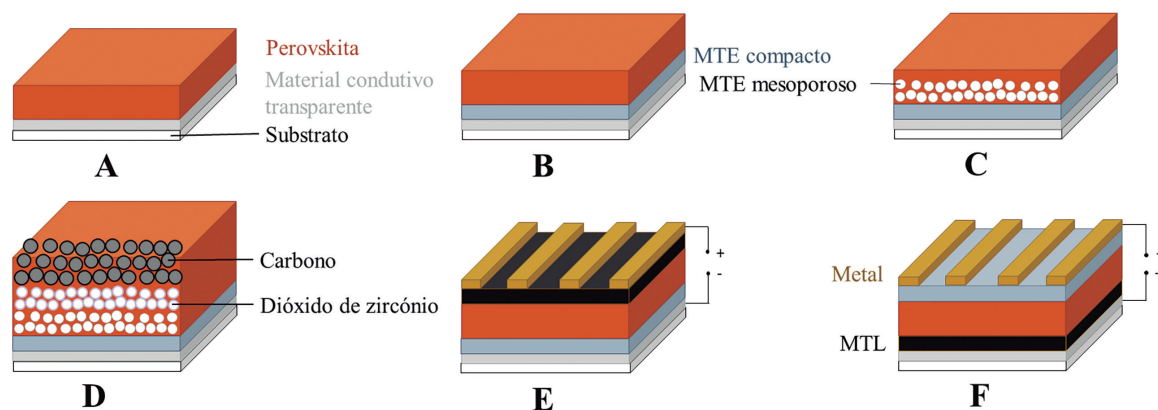 Perovskita
Material condutivo
transparente
Substrato
A
B
MTE compacto
MTE mesoporoso
C
Carbono
Dióxido de zircónio
D
+
-
E
Metal
MTL
-
+
F